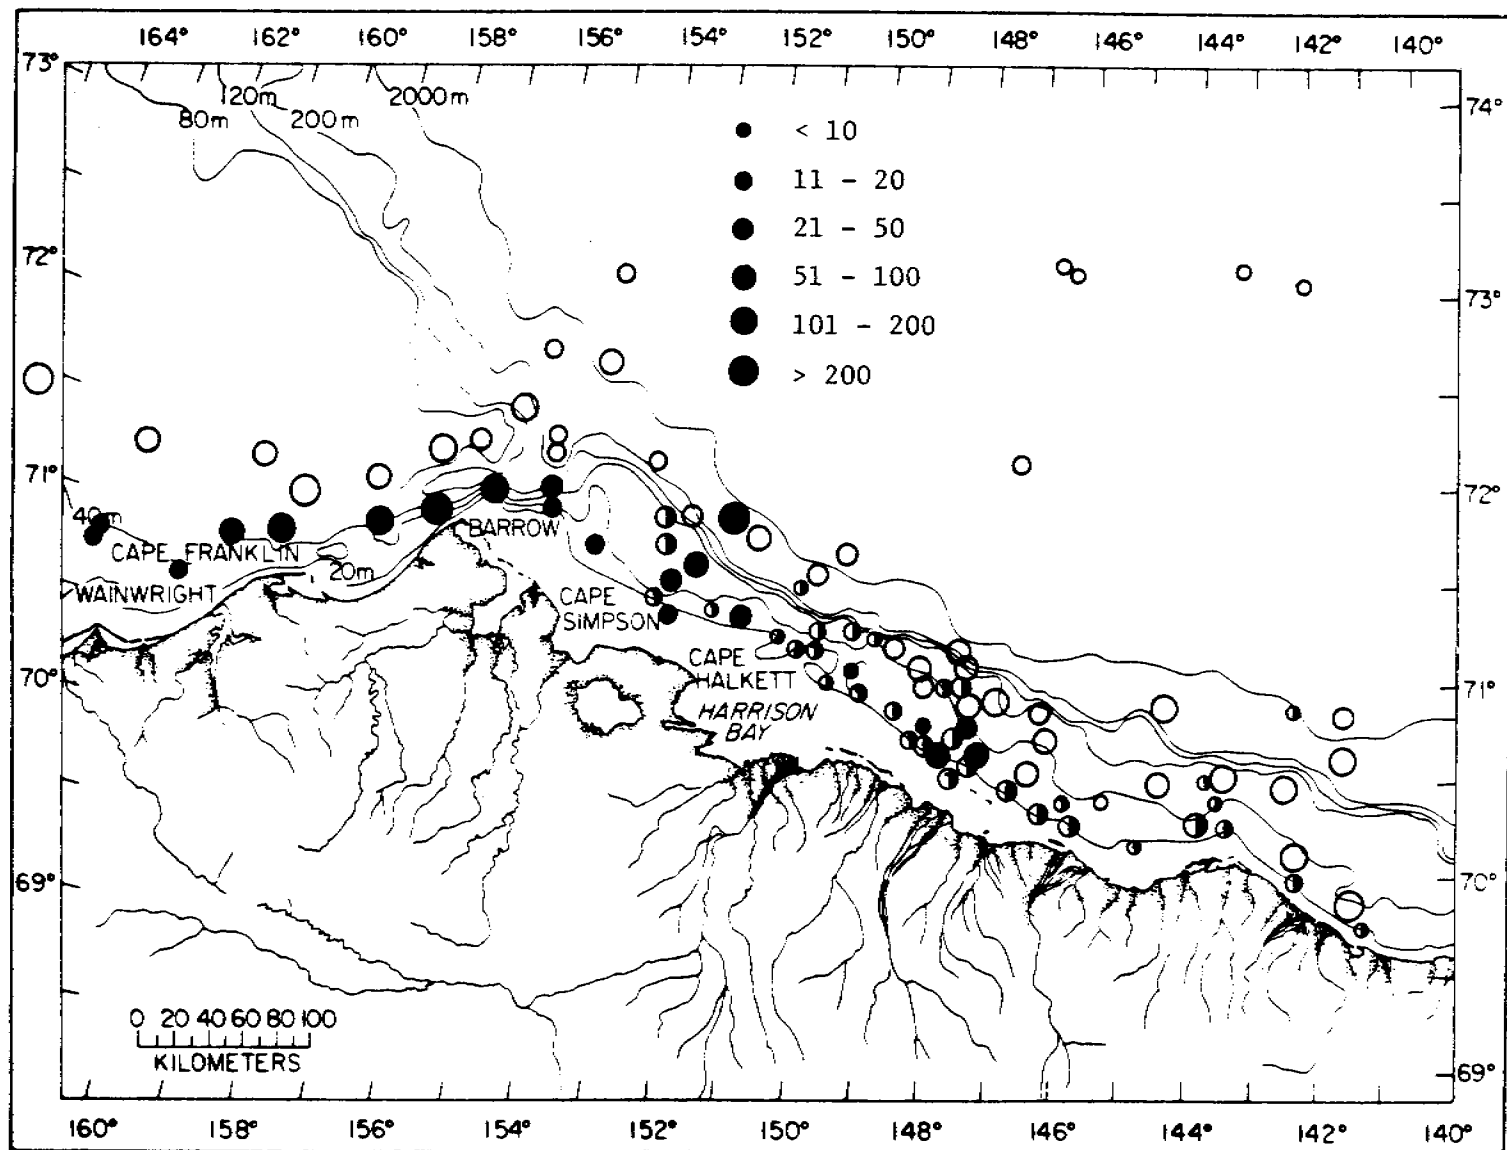 164° 162° 160° 158° 156° 154° 152° 150° 148° 146° 144° 142° 140°
73°
120m
2000m
80m
200m
74°
< 10
11 - 20
21 - 50
51 - 100
101 - 200
> 200
72°
73°
71°
72°
40m
BARROW
CAPE FRANKLIN
20m
WAINWRIGHT
CAPE
SIMPSON
CAPE
HALKETT
HARRISON
BAY
70°
71°
69°
70°
0 20 40 60 80 100
KILOMETERS
69°
160° 158° 156° 154° 152° 150° 148° 146° 144° 142° 140°